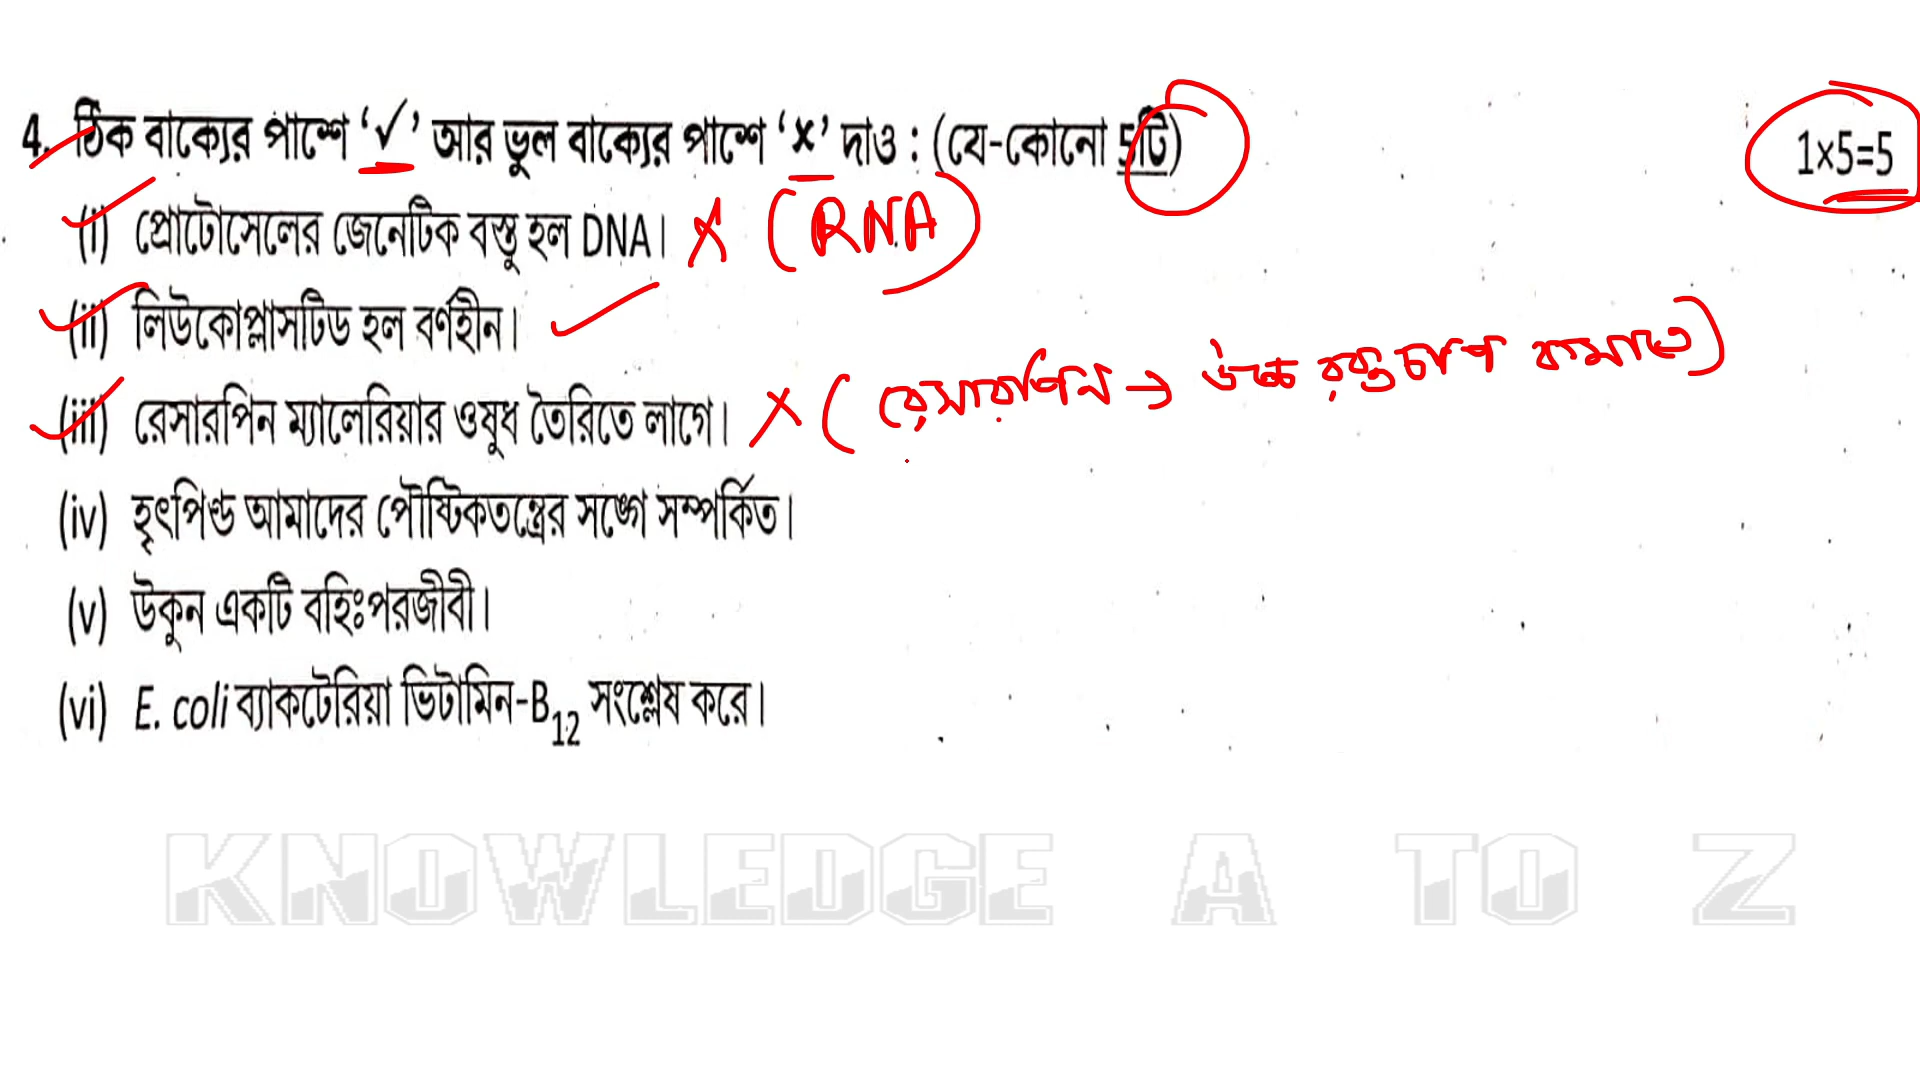 4. ঠিক বাক্যের পাশে ‘✓’ আর ভুল বাক্যের পাশে ‘×’ দাও : (যে-কোনো 5টি) 1×5=5
(i) প্রোটোসেলের জেনেটিক বস্তু হল DNA। × (RNA)
(ii) লিউকোপ্লাসটিড হল বর্ণহীন। ✓
(iii) রেসারপিন ম্যালেরিয়ার ওষুধ তৈরিতে লাগে। × (রেসারপিন → উচ্চ রক্তচাপ কমাতে)
(iv) হৃৎপিণ্ড আমাদের পৌষ্টিকতন্ত্রের সঙ্গে সম্পর্কিত।
(v) উকুন একটি বহিঃপরজীবী।
(vi) E. coli ব্যাকটেরিয়া ভিটামিন-B12 সংশ্লেষ করে।
KNOWLEDGE A TO Z